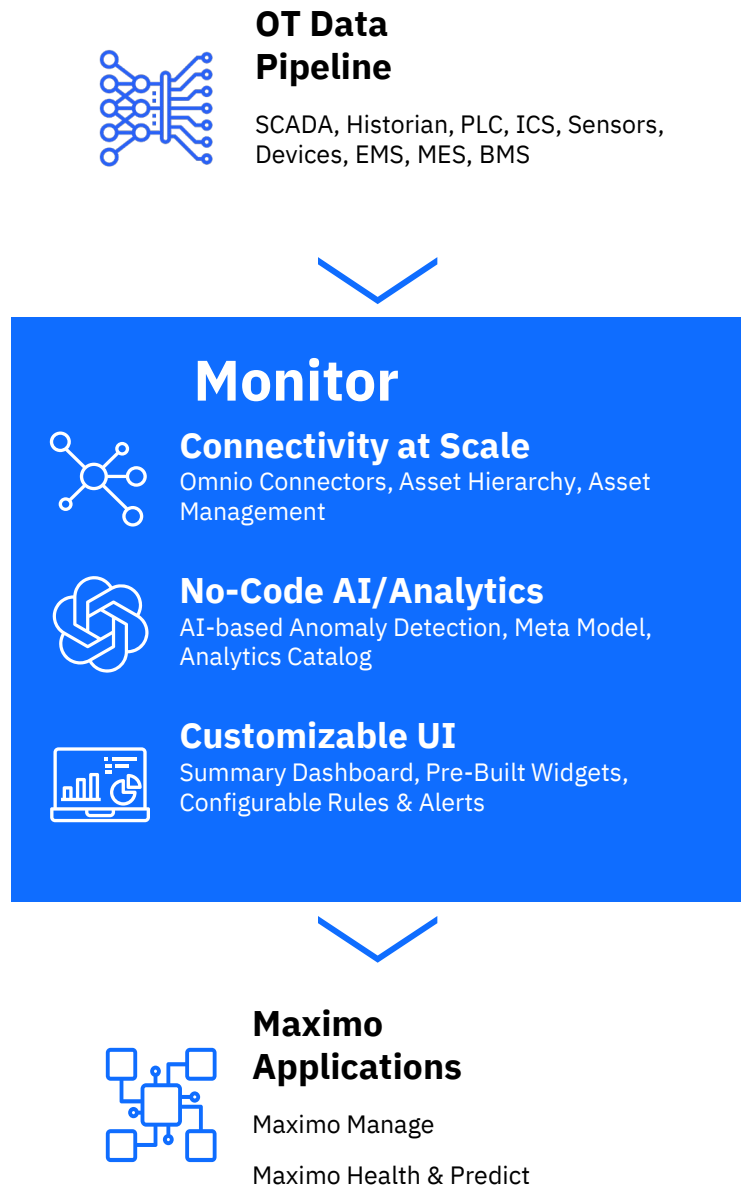 OT Data
Pipeline
SCADA, Historian, PLC, ICS, Sensors,
Devices, EMS, MES, BMS
Monitor
Connectivity at Scale
Omnio Connectors, Asset Hierarchy, Asset
Management
No-Code AI/Analytics
AI-based Anomaly Detection, Meta Model,
Analytics Catalog
Customizable UI
Summary Dashboard, Pre-Built Widgets,
Configurable Rules & Alerts
Maximo
Applications
Maximo Manage
Maximo Health & Predict